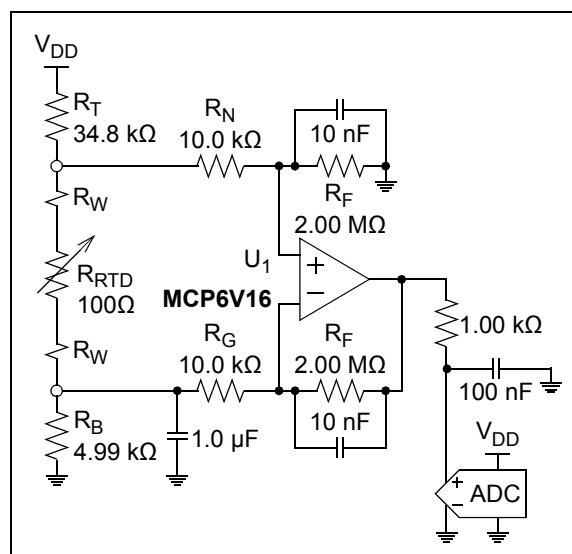 VDD
RT
34.8 kΩ
RN
10.0 kΩ
10 nF
RW
RF
2.00 MΩ
U1
RRTD
100Ω
MCP6V16
+
−
1.00 kΩ
RW
RG
10.0 kΩ
RF
2.00 MΩ
100 nF
10 nF
RB
4.99 kΩ
1.0 µF
VDD
+
−
ADC